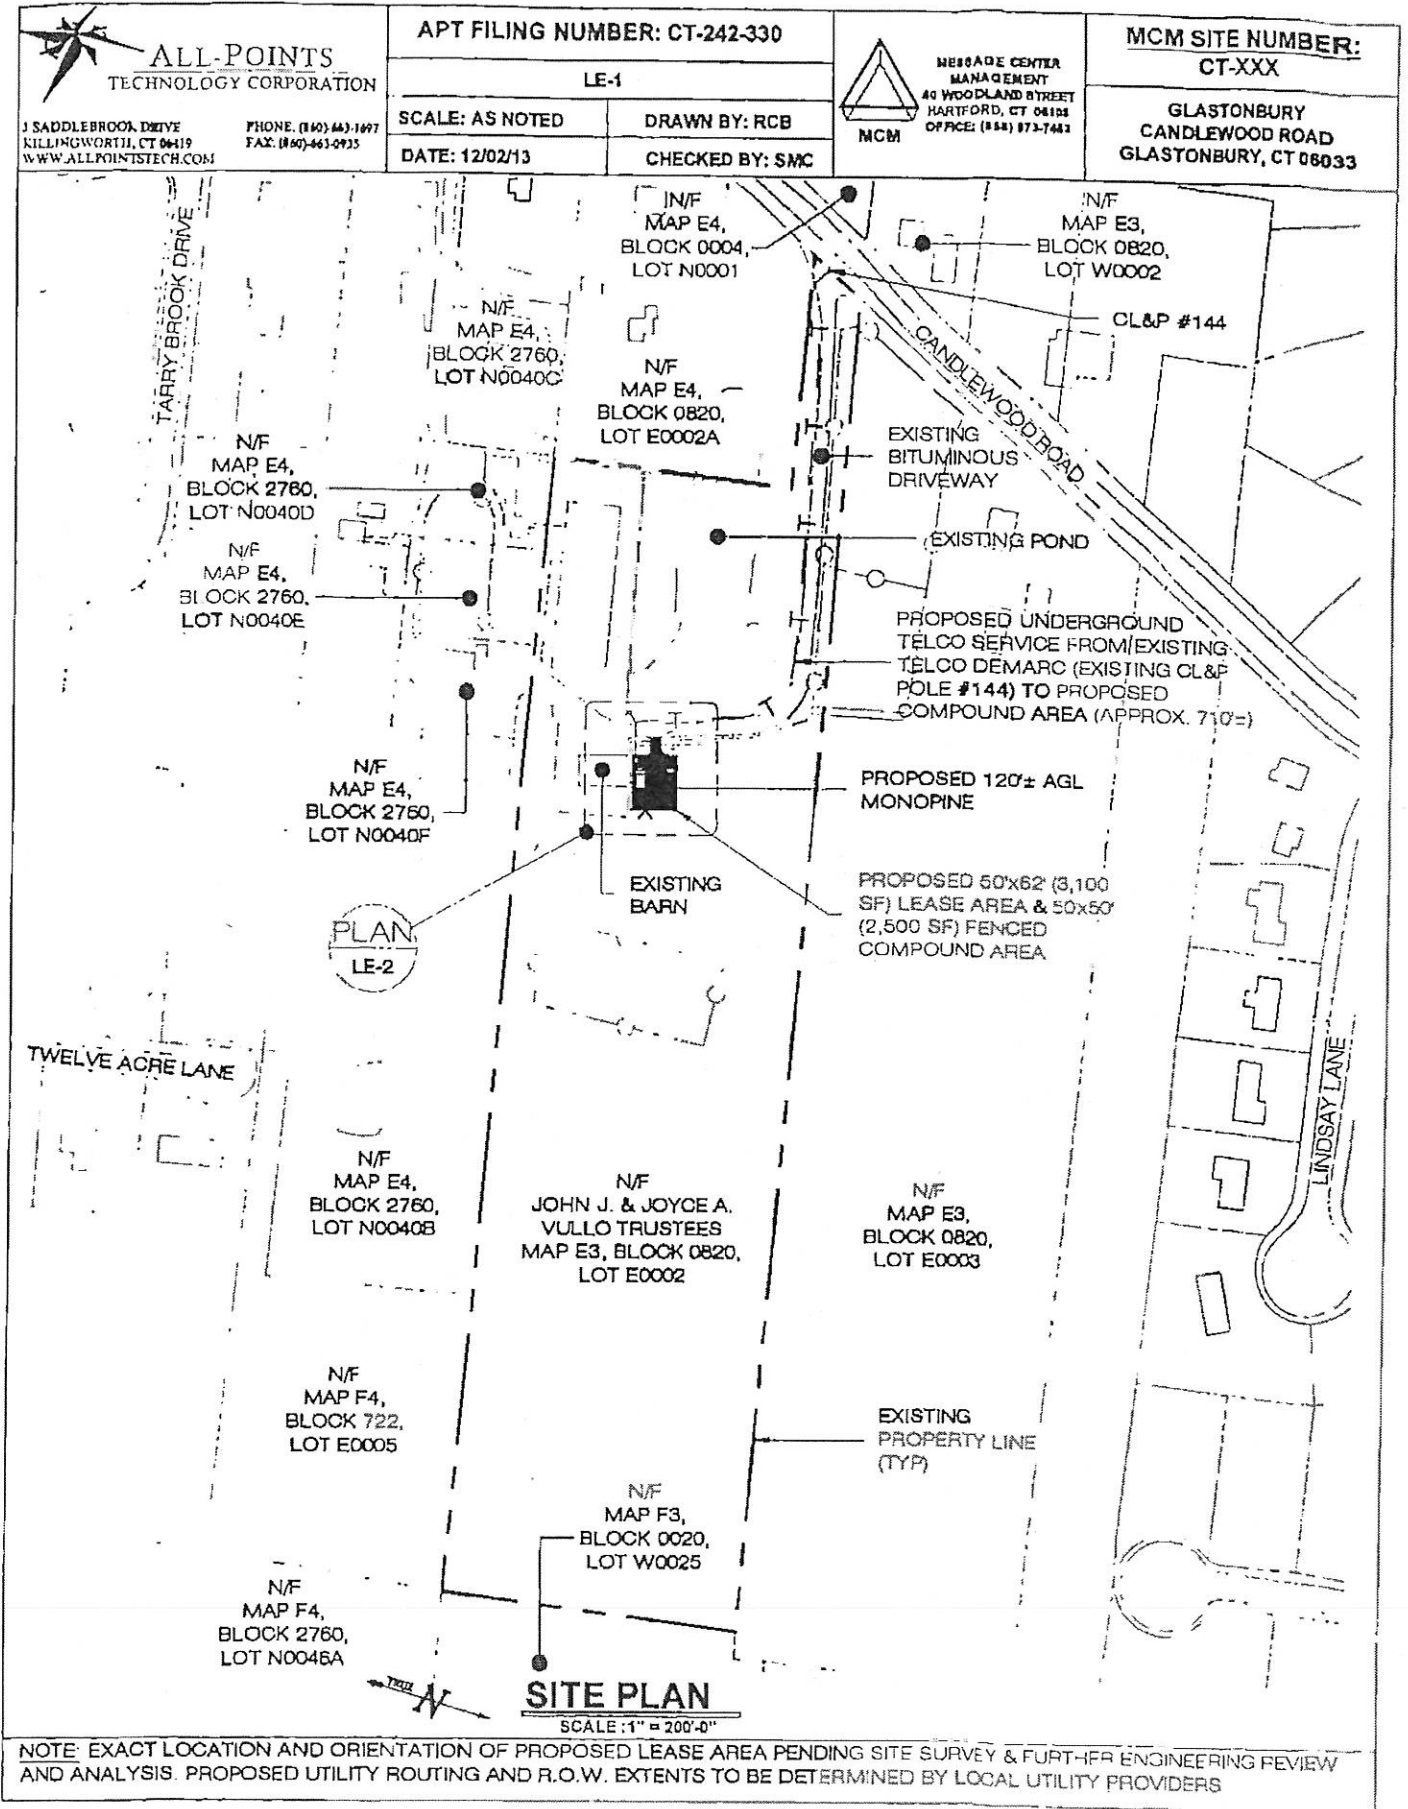 ALL-POINTS
TECHNOLOGY CORPORATION
3 SADDLEBROOK DRIVE
KILLINGWORTH, CT 06419
WWW.ALLPOINTSTECH.COM
PHONE: (860)-663-1697
FAX: (860)-663-0935
APT FILING NUMBER: CT-242-330
LE-1
SCALE: AS NOTED
DRAWN BY: RCB
DATE: 12/02/13
CHECKED BY: SMC
MCM
MESSAGE CENTER
MANAGEMENT
40 WOODLAND STREET
HARTFORD, CT 06105
OFFICE:
MCM SITE NUMBER:
CT-XXX
GLASTONBURY
CANDLEWOOD ROAD
GLASTONBURY, CT 06033
TARRY BROOK DRIVE
N/F
MAP E4,
BLOCK 0004,
LOT N0001
N/F
MAP E3,
BLOCK 0820,
LOT W0002
CL&P #144
N/F
MAP E4,
BLOCK 2760,
LOT N0040C
N/F
MAP E4,
BLOCK 0820,
LOT E0002A
CANDLEWOOD ROAD
N/F
MAP E4,
BLOCK 2760,
LOT N0040D
EXISTING
BITUMINOUS
DRIVEWAY
EXISTING POND
N/F
MAP E4,
BLOCK 2760,
LOT N0040E
PROPOSED UNDERGROUND
TELCO SERVICE FROM EXISTING
TELCO DEMARC (EXISTING CL&P
POLE #144) TO PROPOSED
COMPOUND AREA (APPROX. 710'±)
N/F
MAP E4,
BLOCK 2760,
LOT N0040F
PROPOSED 120'± AGL
MONOPINE
EXISTING
BARN
PROPOSED 50'x62' (3,100
SF) LEASE AREA & 50x50'
(2,500 SF) FENCED
COMPOUND AREA
PLAN
LE-2
TWELVE ACRE LANE
LINDSAY LANE
N/F
MAP E4,
BLOCK 2760,
LOT N0040B
N/F
JOHN J. & JOYCE A.
VULLO TRUSTEES
MAP E3, BLOCK 0820,
LOT E0002
N/F
MAP E3,
BLOCK 0820,
LOT E0003
N/F
MAP F4,
BLOCK 722,
LOT E0005
EXISTING
PROPERTY LINE
(TYP)
N/F
MAP F3,
BLOCK 0020,
LOT W0025
N/F
MAP F4,
BLOCK 2760,
LOT N0046A
TRUE
N
SITE PLAN
SCALE : 1" = 200'-0"
NOTE: EXACT LOCATION AND ORIENTATION OF PROPOSED LEASE AREA PENDING SITE SURVEY & FURTHER ENGINEERING REVIEW
AND ANALYSIS. PROPOSED UTILITY ROUTING AND R.O.W. EXTENTS TO BE DETERMINED BY LOCAL UTILITY PROVIDERS